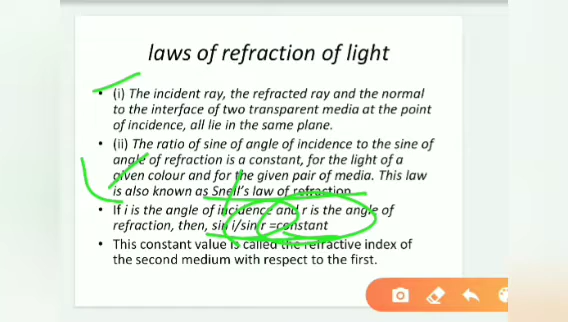 laws of refraction of light
• (i) The incident ray, the refracted ray and the normal
to the interface of two transparent media at the point
of incidence, all lie in the same plane.
• (ii) The ratio of sine of angle of incidence to the sine of
angle of refraction is a constant, for the light of a
given colour and for the given pair of media. This law
is also known as Snell’s law of refraction
• If i is the angle of incidence and r is the angle of
refraction, then, sin i/sin r =constant
• This constant value is called the refractive index of
the second medium with respect to the first.